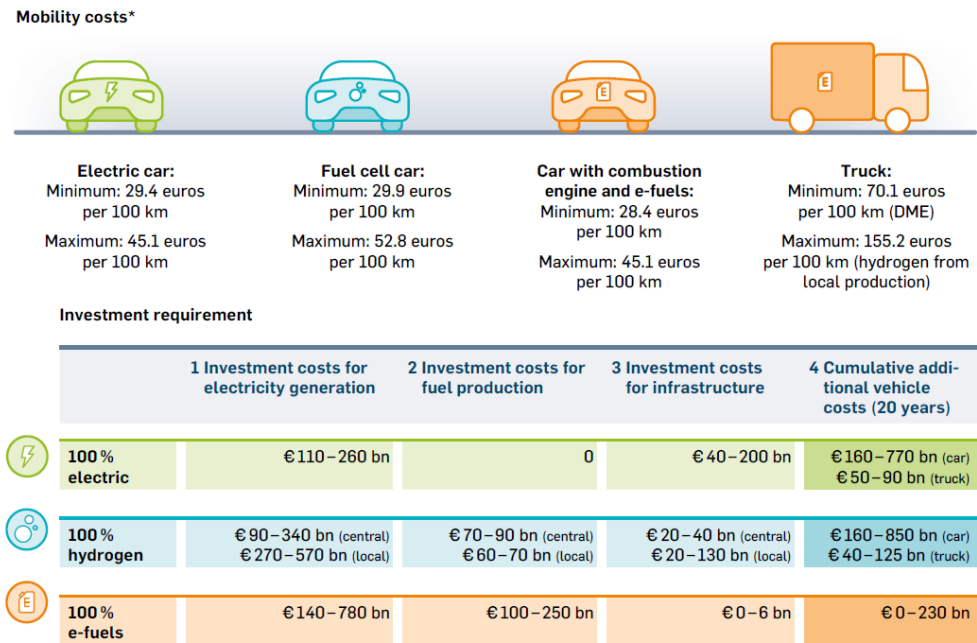 Mobility costs*
E
E
Electric car:
Minimum: 29.4 euros
per 100 km
Maximum: 45.1 euros
per 100 km
Fuel cell car:
Minimum: 29.9 euros
per 100 km
Maximum: 52.8 euros
per 100 km
Car with combustion
engine and e-fuels:
Minimum: 28.4 euros
per 100 km
Maximum: 45.1 euros
per 100 km
Truck:
Minimum: 70.1 euros
per 100 km (DME)
Maximum: 155.2 euros
per 100 km (hydrogen from
local production)
Investment requirement
1 Investment costs for
electricity generation
2 Investment costs for
fuel production
3 Investment costs
for infrastructure
4 Cumulative addi-
tional vehicle
costs (20 years)
100 %
electric
€ 110–260 bn
0
€ 40–200 bn
€ 160–770 bn (car)
€ 50–90 bn (truck)
100 %
hydrogen
€ 90–340 bn (central)
€ 270–570 bn (local)
€ 70–90 bn (central)
€ 60–70 bn (local)
€ 20–40 bn (central)
€ 20–130 bn (local)
€ 160–850 bn (car)
€ 40–125 bn (truck)
E
100 %
e-fuels
€ 140–780 bn
€ 100–250 bn
€ 0–6 bn
€ 0–230 bn